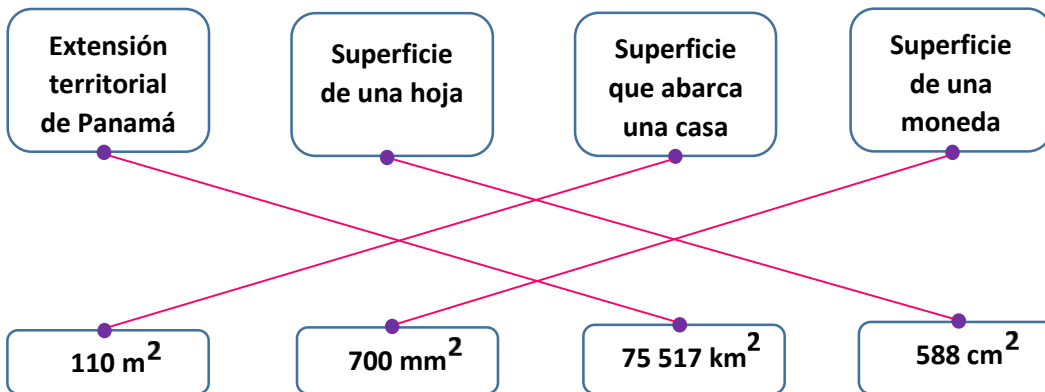 Extensión
territorial
de Panamá
Superficie
de una hoja
Superficie
que abarca
una casa
Superficie
de una
moneda
110 m²
700 mm²
75 517 km²
588 cm²